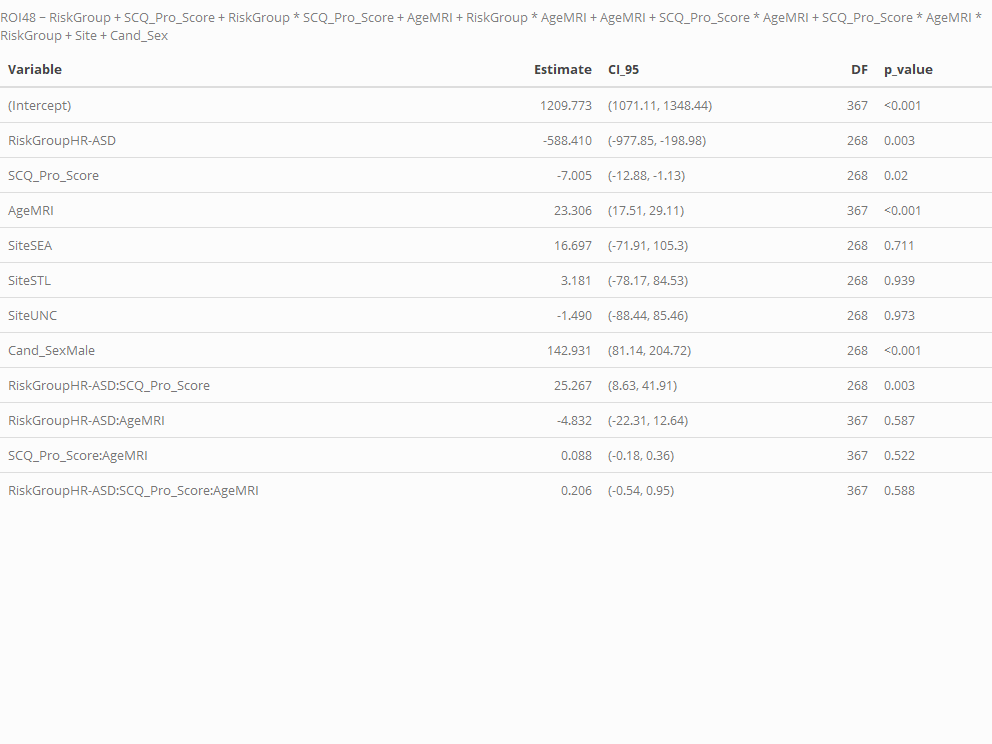 ROI48 ~ RiskGroup + SCQ_Pro_Score + RiskGroup * SCQ_Pro_Score + AgeMRI + RiskGroup * AgeMRI + AgeMRI + SCQ_Pro_Score * AgeMRI + SCQ_Pro_Score * AgeMRI *
RiskGroup + Site + Cand_Sex
Variable Estimate CI_95 DF p_value
(Intercept) 1209.773 (1071.11, 1348.44) 367 <0.001
RiskGroupHR-ASD -588.410 (-977.85, -198.98) 268 0.003
SCQ_Pro_Score -7.005 (-12.88, -1.13) 268 0.02
AgeMRI 23.306 (17.51, 29.11) 367 <0.001
SiteSEA 16.697 (-71.91, 105.3) 268 0.711
SiteSTL 3.181 (-78.17, 84.53) 268 0.939
SiteUNC -1.490 (-88.44, 85.46) 268 0.973
Cand_SexMale 142.931 (81.14, 204.72) 268 <0.001
RiskGroupHR-ASD:SCQ_Pro_Score 25.267 (8.63, 41.91) 268 0.003
RiskGroupHR-ASD:AgeMRI -4.832 (-22.31, 12.64) 367 0.587
SCQ_Pro_Score:AgeMRI 0.088 (-0.18, 0.36) 367 0.522
RiskGroupHR-ASD:SCQ_Pro_Score:AgeMRI 0.206 (-0.54, 0.95) 367 0.588